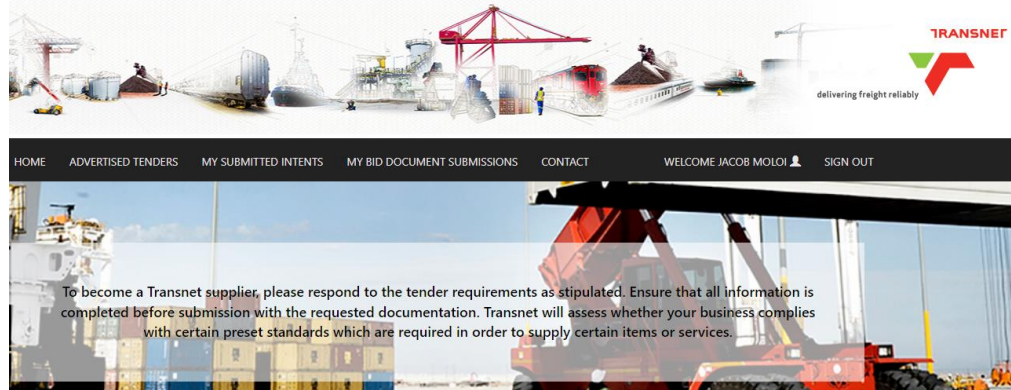 TRANSNET
delivering freight reliably
HOME ADVERTISED TENDERS MY SUBMITTED INTENTS MY BID DOCUMENT SUBMISSIONS CONTACT WELCOME JACOB MOLOI SIGN OUT
To become a Transnet supplier, please respond to the tender requirements as stipulated. Ensure that all information is
completed before submission with the requested documentation. Transnet will assess whether your business complies
with certain preset standards which are required in order to supply certain items or services.